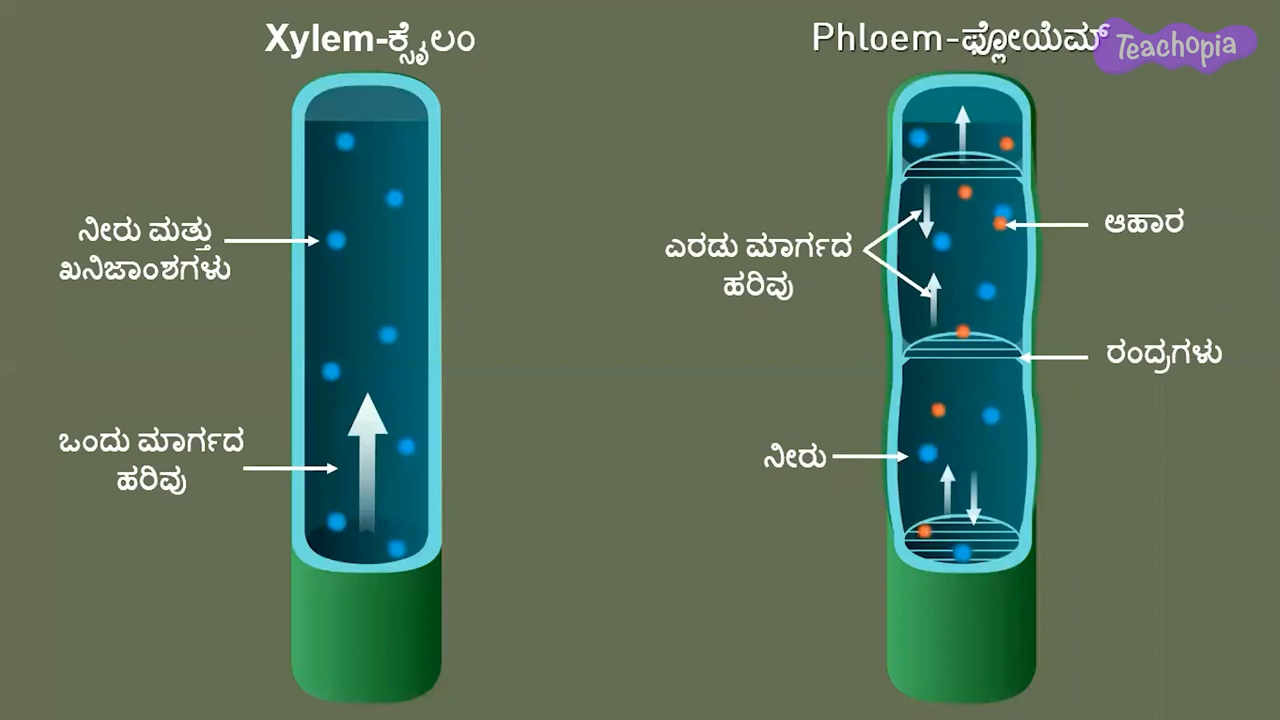 Xylem-ಕ್ಸೈಲಂ
ನೀರು ಮತ್ತು
ಖನಿಜಾಂಶಗಳು
ಒಂದು ಮಾರ್ಗದ
ಹರಿವು
Phloem-ಫ್ಲೋಯೆಮ್
Teachopia
ಎರಡು ಮಾರ್ಗದ
ಹರಿವು
ಆಹಾರ
ರಂದ್ರಗಳು
ನೀರು